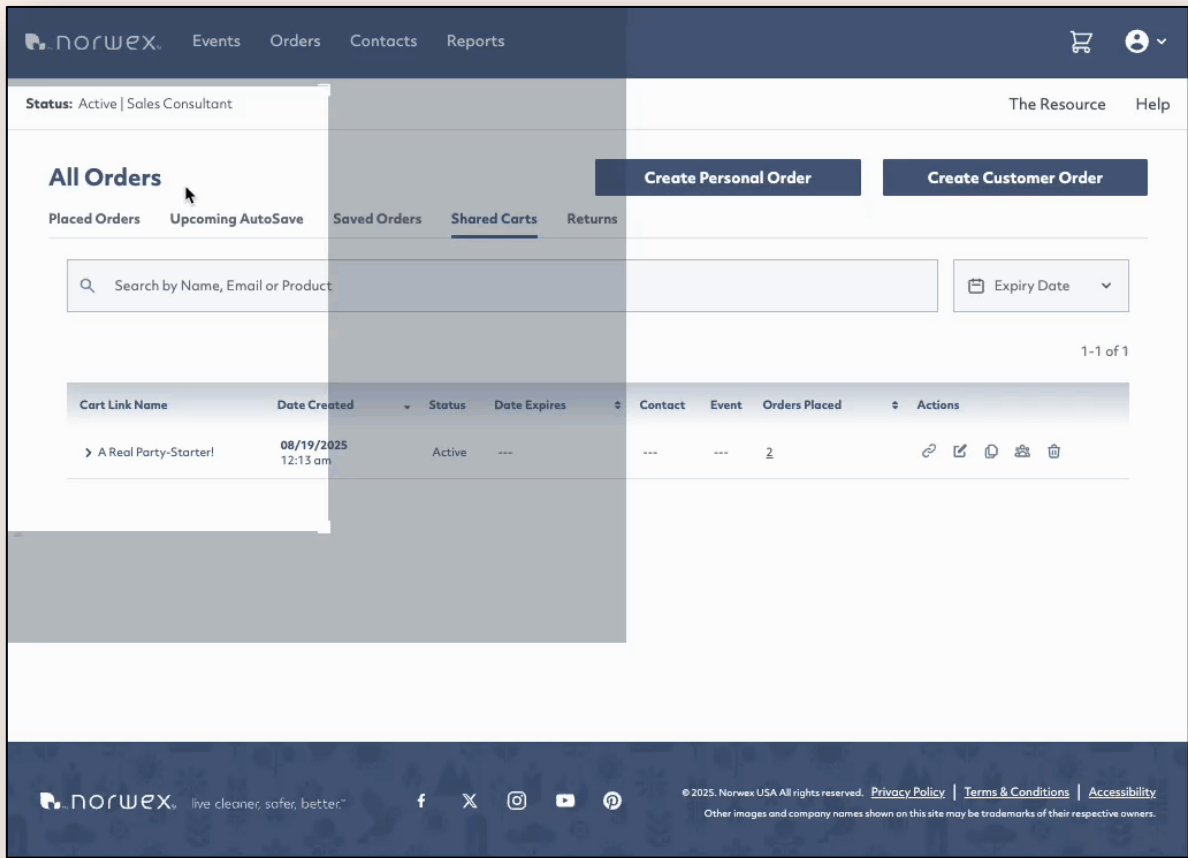 norwex. Events Orders Contacts Reports
Status: Active | Sales Consultant The Resource Help
All Orders Create Personal Order Create Customer Order
Placed Orders Upcoming AutoSave Saved Orders Shared Carts Returns
Search by Name, Email or Product Expiry Date
1-1 of 1
Cart Link Name Date Created Status Date Expires Contact Event Orders Placed Actions
A Real Party-Starter! 08/19/2025 Active --- --- --- 2
12:13 am
norwex. live cleaner, safer, better.™ © 2025. Norwex USA All rights reserved. Privacy Policy | Terms & Conditions | Accessibility
Other images and company names shown on this site may be trademarks of their respective owners.